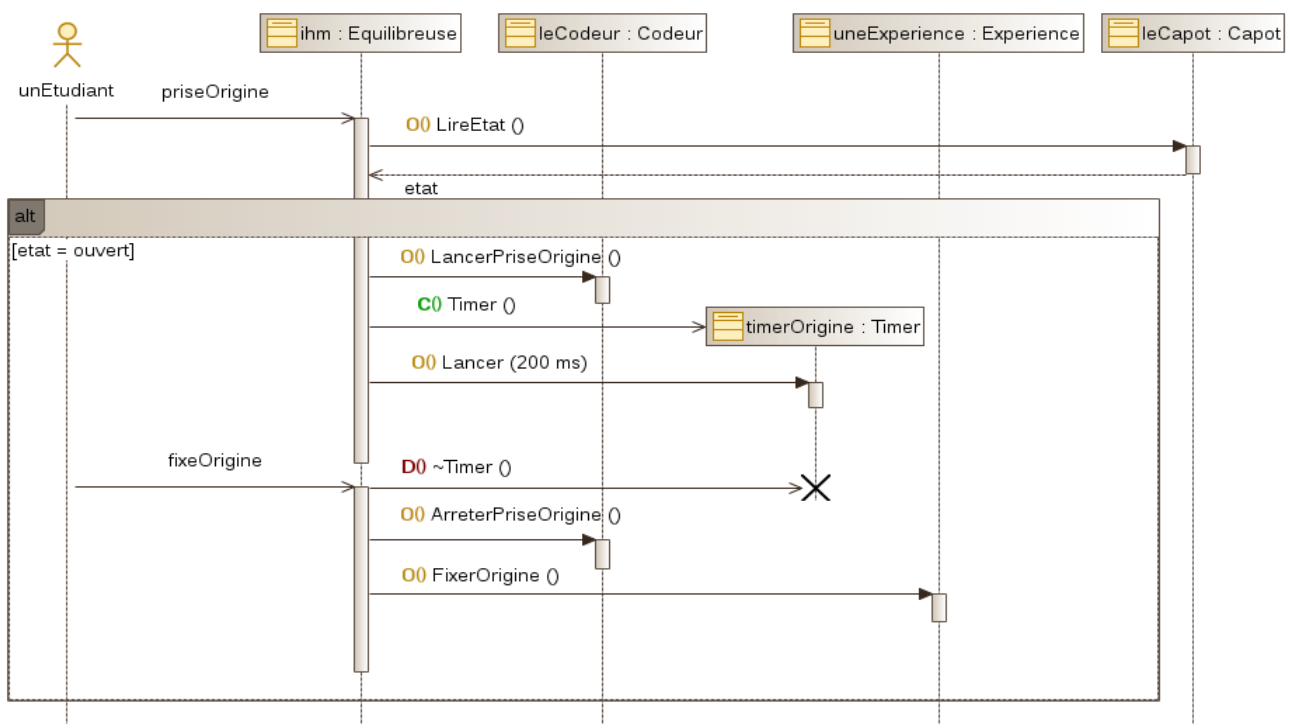 ihm : Equilibreuse
leCodeur : Codeur
uneExperience : Experience
leCapot : Capot
unEtudiant
priseOrigine
O() LireEtat ()
etat
alt
[etat = ouvert]
O() LancerPriseOrigine ()
C() Timer ()
timerOrigine : Timer
O() Lancer (200 ms)
fixeOrigine
D() ~Timer ()
O() ArreterPriseOrigine ()
O() FixerOrigine ()